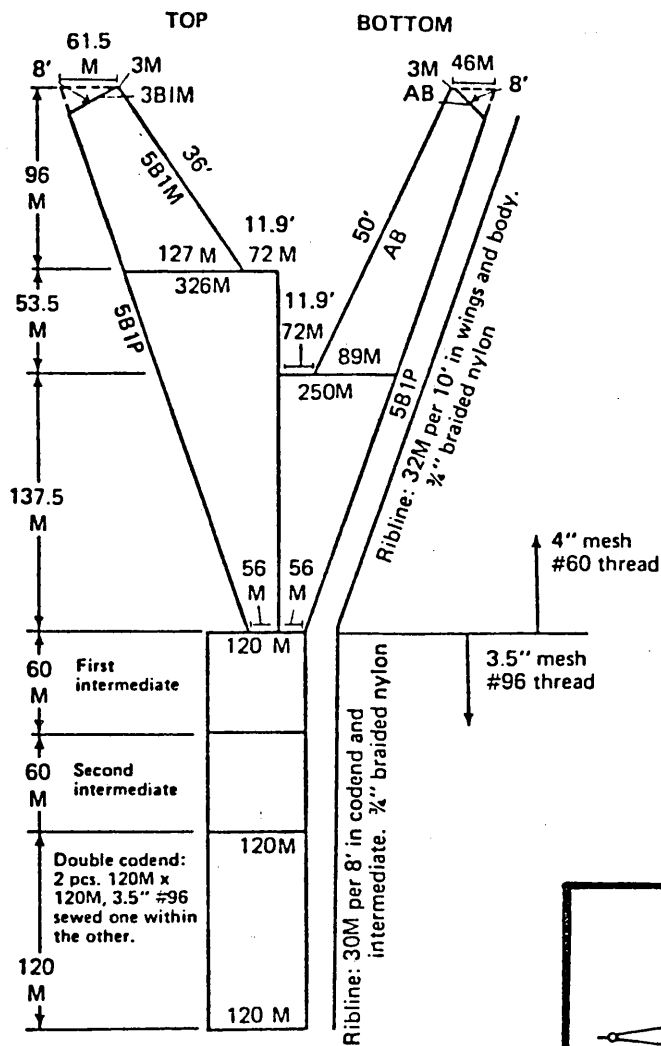 TOP
BOTTOM
61.5
M
8'
3M
3BIM
3M
46M
8'
AB
96
M
36'
5B1M
50'
AB
11.9'
127 M
72 M
326M
53.5
M
5B1P
11.9'
72M
89M
250M
5B1P
Ribline: 32M per 10' in wings and body.
¾" braided nylon
137.5
M
4" mesh
#60 thread
56
M
56
M
120 M
3.5" mesh
#96 thread
60
M
First
intermediate
60
M
Second
intermediate
120M
Double codend:
2 pcs. 120M x
120M, 3.5" #96
sewed one within
the other.
120
M
120 M
Ribline: 30M per 8' in codend and
intermediate. ¾" braided nylon